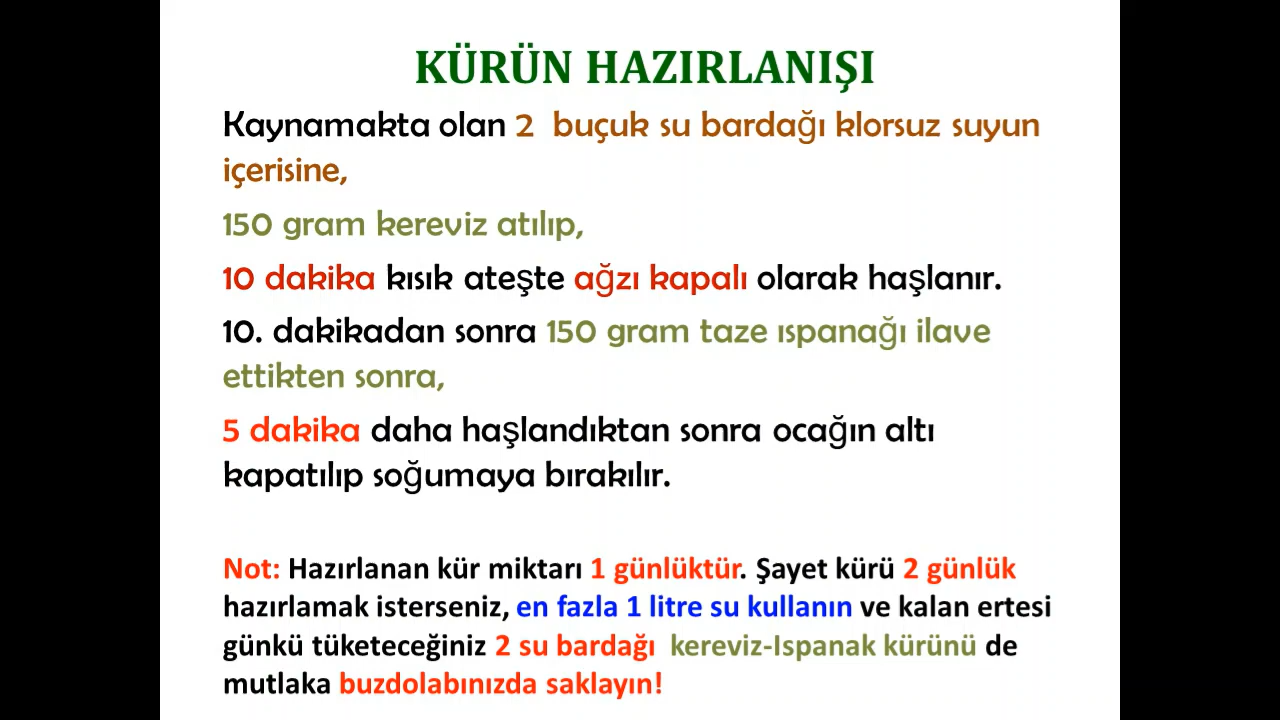 KÜRÜN HAZIRLANIŞI
Kaynamakta olan 2 buçuk su bardağı klorsuz suyun
içerisine,
150 gram kereviz atılıp,
10 dakika kısık ateşte ağzı kapalı olarak haşlanır.
10. dakikadan sonra 150 gram taze ıspanağı ilave
ettikten sonra,
5 dakika daha haşlandıktan sonra ocağın altı
kapatılıp soğumaya bırakılır.
Not: Hazırlanan kür miktarı 1 günlüktür. Şayet kürü 2 günlük
hazırlamak isterseniz, en fazla 1 litre su kullanın ve kalan ertesi
günkü tüketeceğiniz 2 su bardağı kereviz-Ispanak kürünü de
mutlaka buzdolabınızda saklayın!